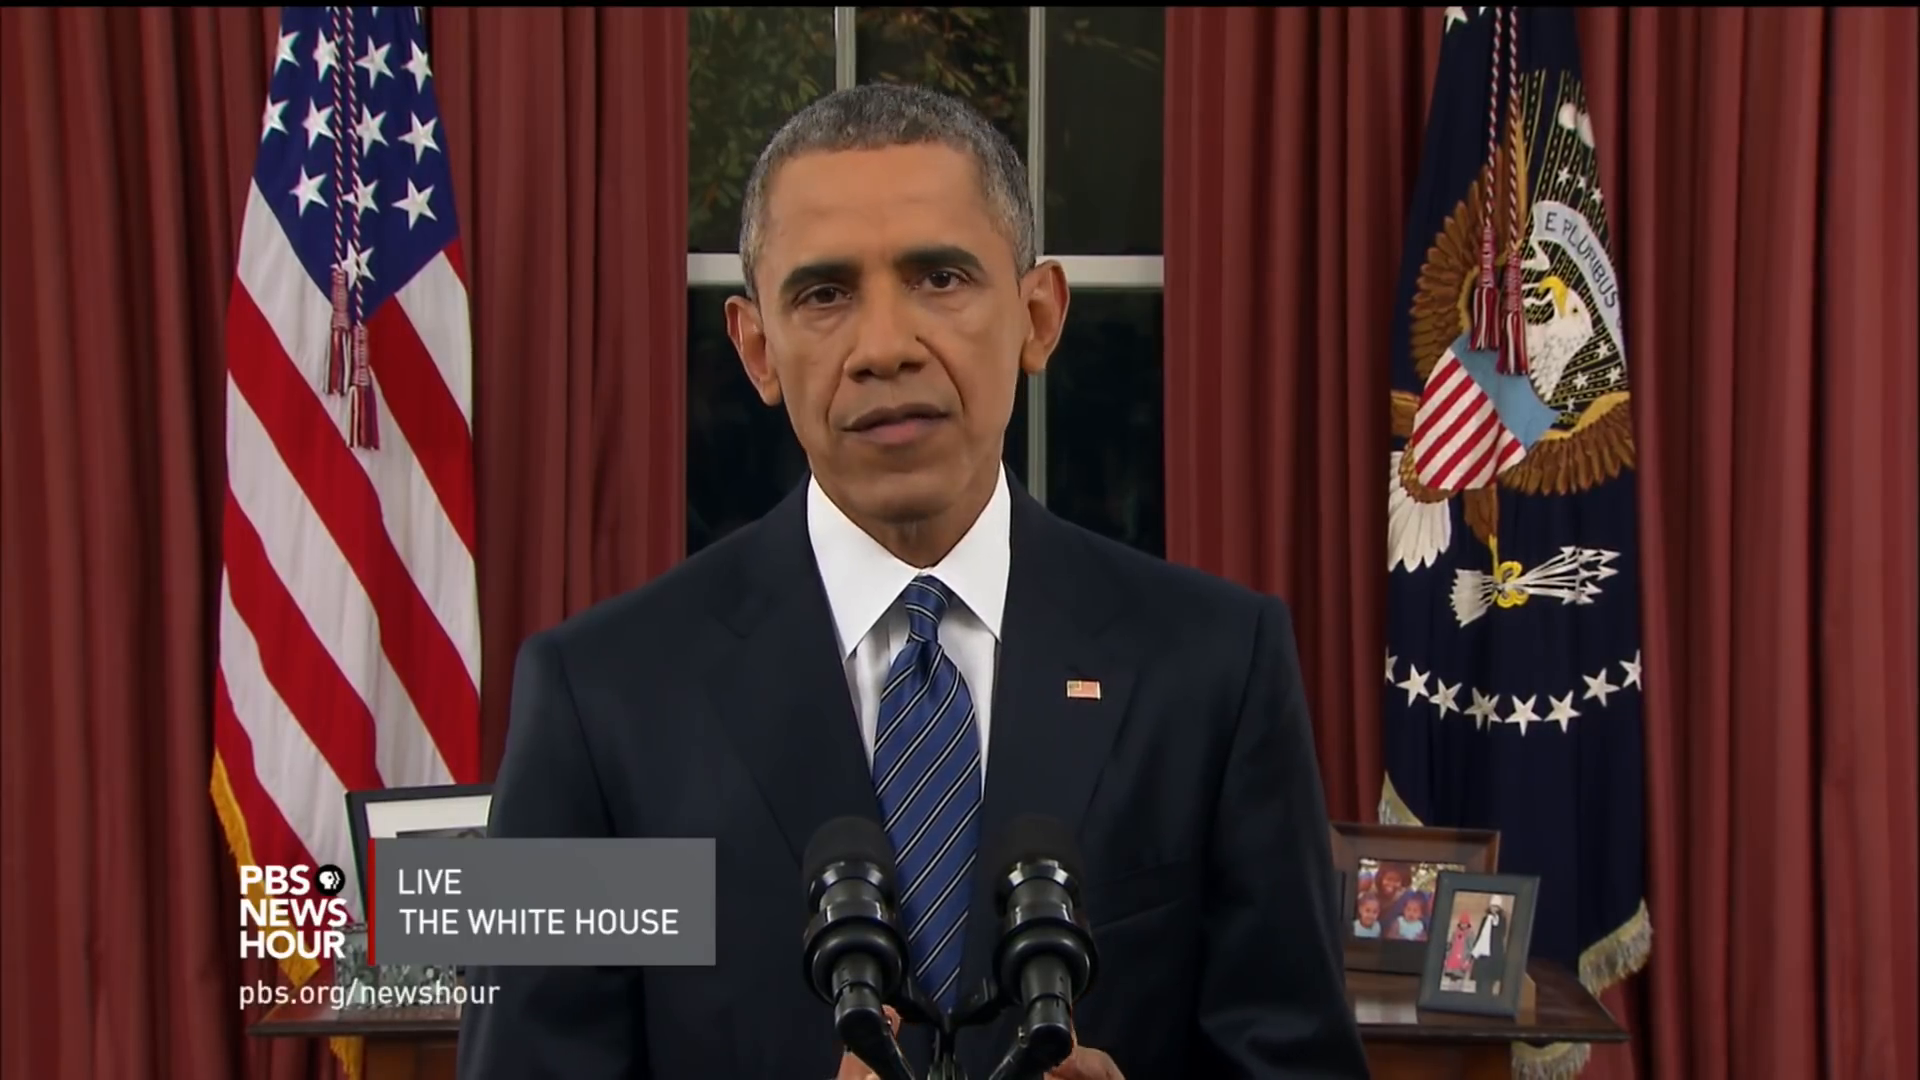 E PLURIBUS
PBS
NEWS
HOUR
LIVE
THE WHITE HOUSE
pbs.org/newshour